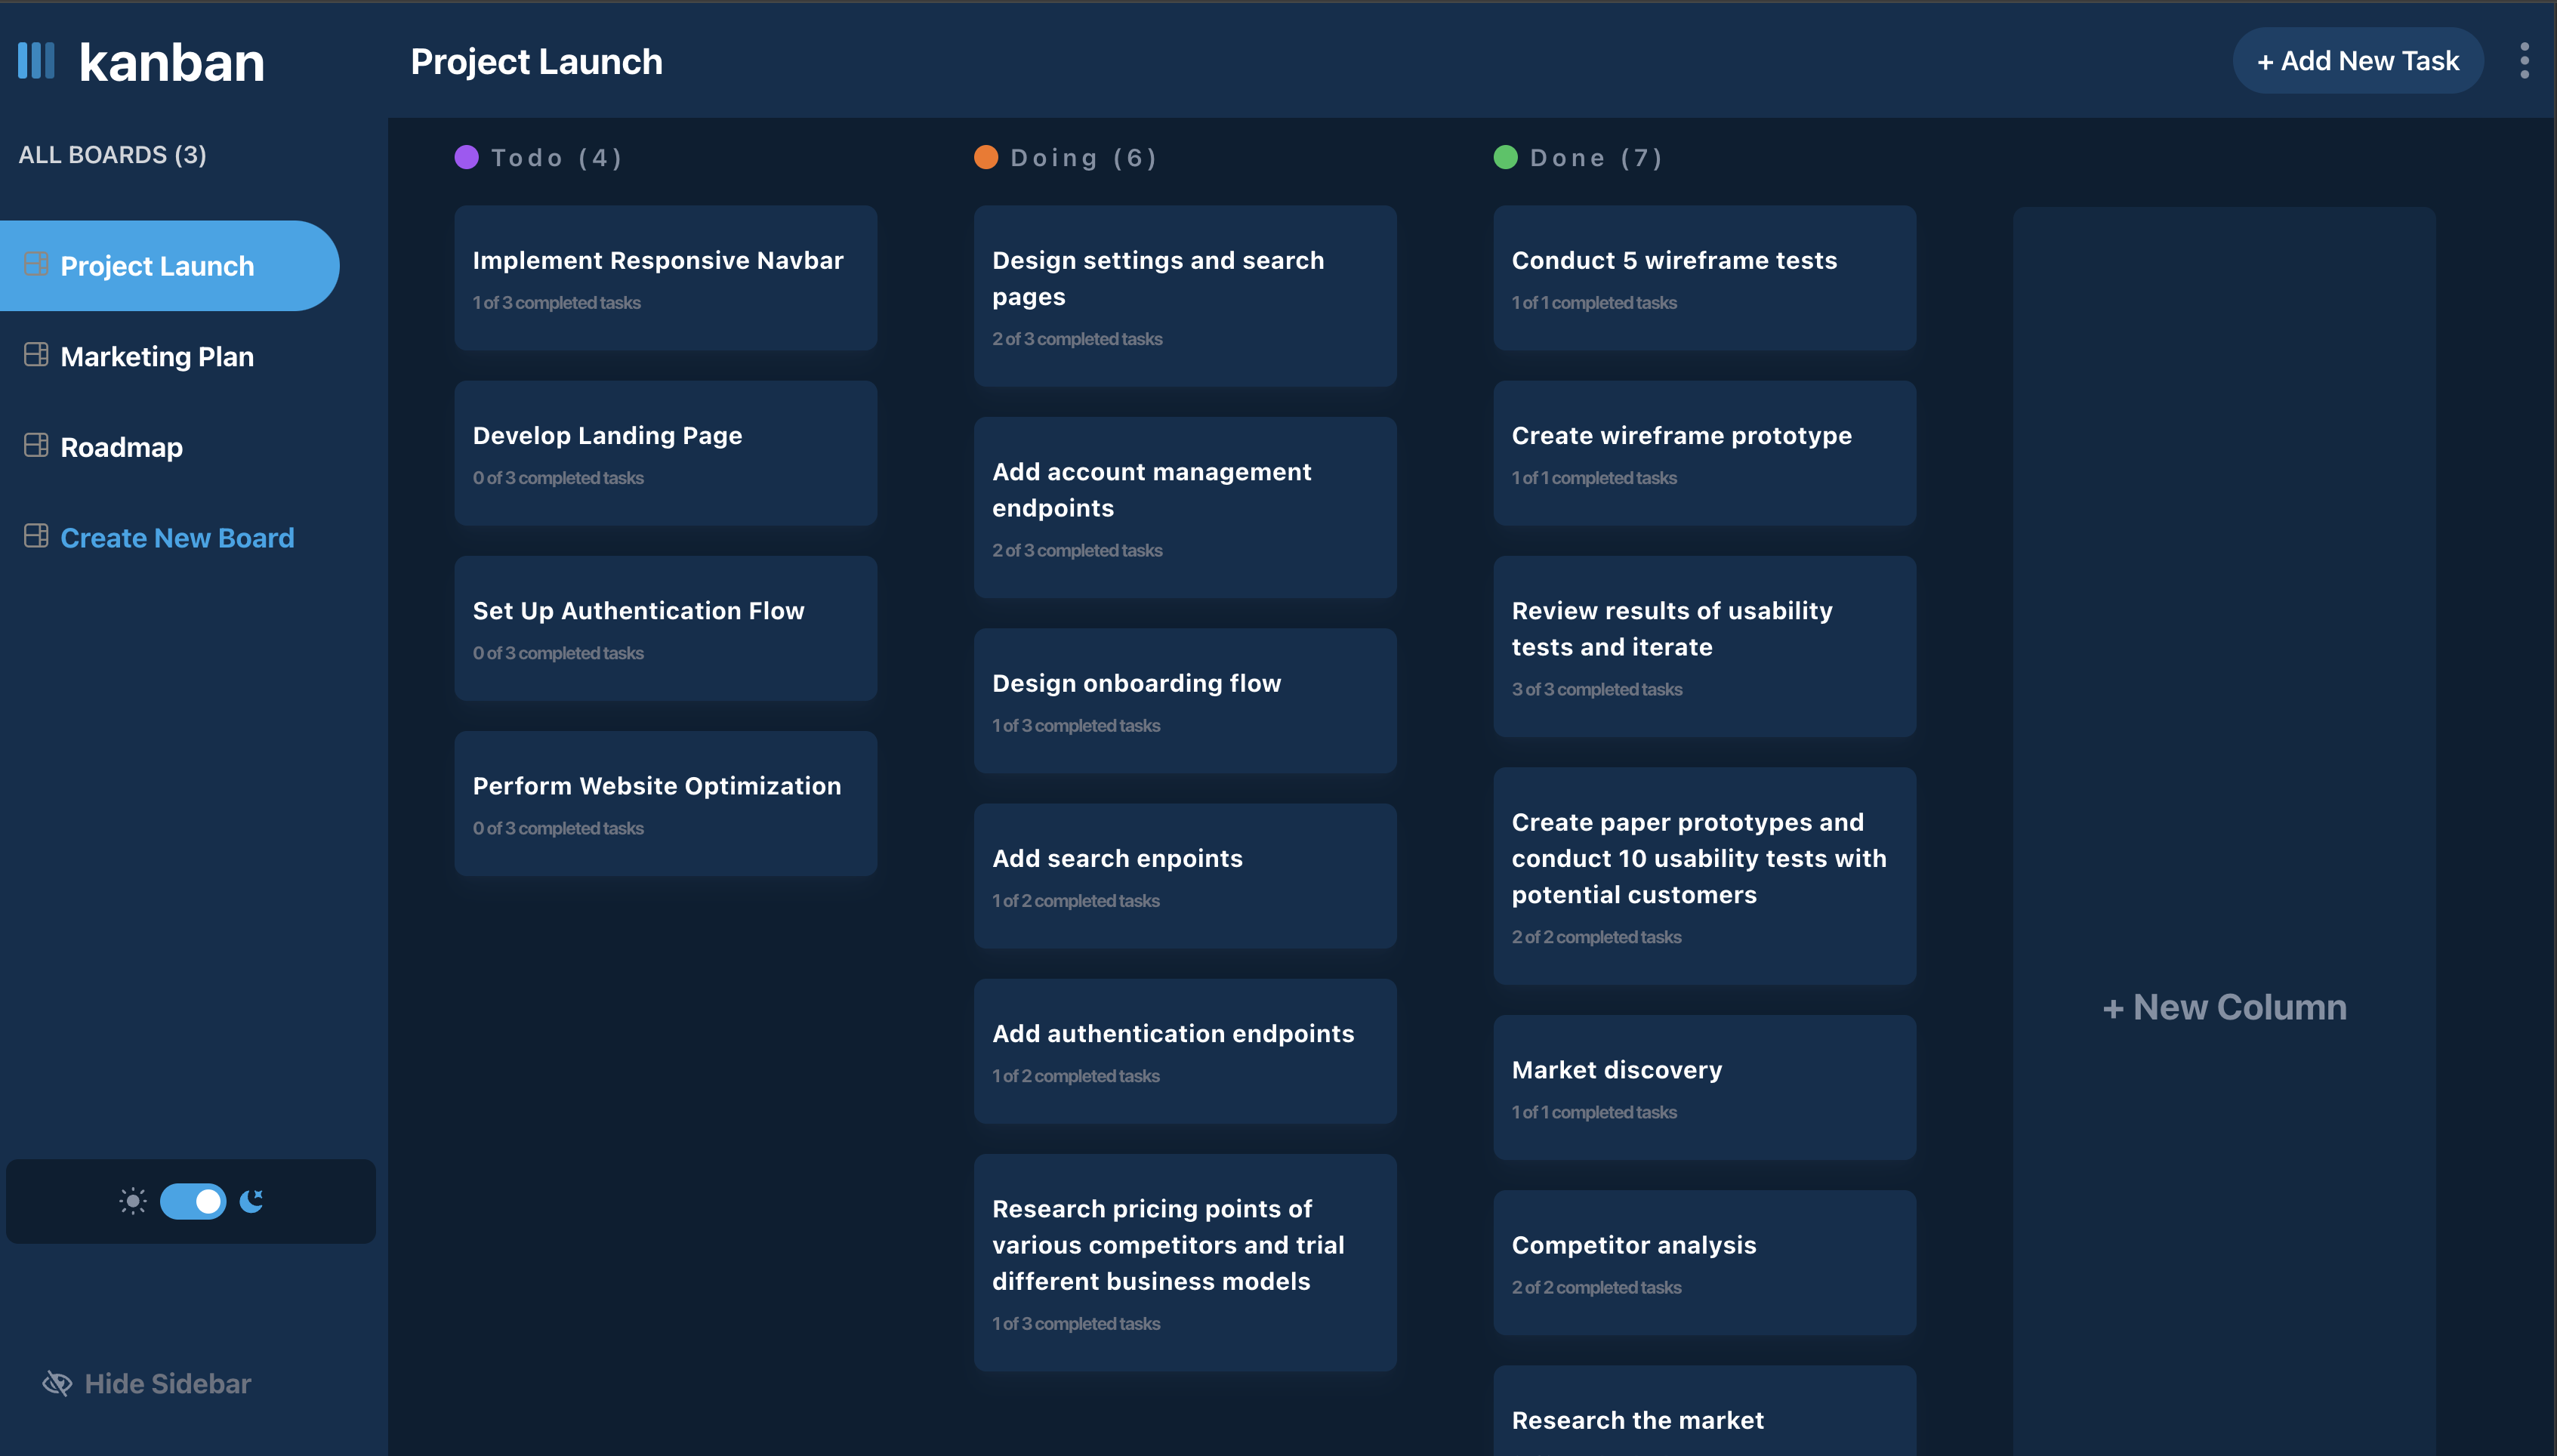 kanban
Project Launch
+ Add New Task
ALL BOARDS (3)
Project Launch
Marketing Plan
Roadmap
Create New Board
Hide Sidebar
Todo (4)
Implement Responsive Navbar
1 of 3 completed tasks
Develop Landing Page
0 of 3 completed tasks
Set Up Authentication Flow
0 of 3 completed tasks
Perform Website Optimization
0 of 3 completed tasks
Doing (6)
Design settings and search
pages
2 of 3 completed tasks
Add account management
endpoints
2 of 3 completed tasks
Design onboarding flow
1 of 3 completed tasks
Add search enpoints
1 of 2 completed tasks
Add authentication endpoints
1 of 2 completed tasks
Research pricing points of
various competitors and trial
different business models
1 of 3 completed tasks
Done (7)
Conduct 5 wireframe tests
1 of 1 completed tasks
Create wireframe prototype
1 of 1 completed tasks
Review results of usability
tests and iterate
3 of 3 completed tasks
Create paper prototypes and
conduct 10 usability tests with
potential customers
2 of 2 completed tasks
Market discovery
1 of 1 completed tasks
Competitor analysis
2 of 2 completed tasks
Research the market
+ New Column